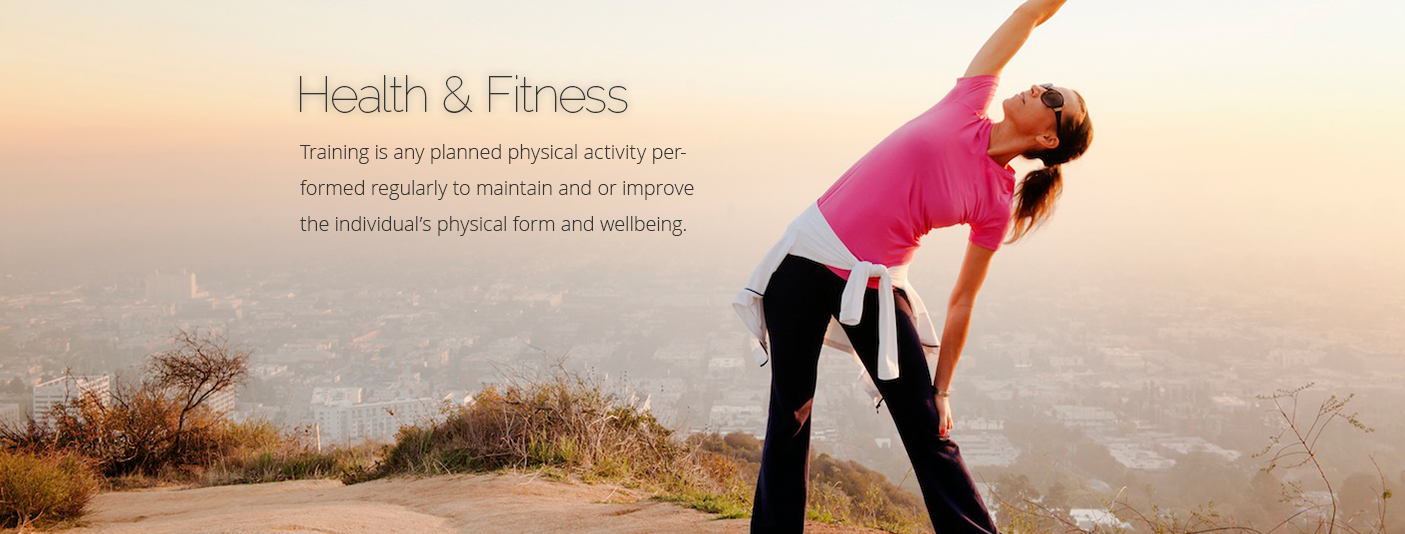 Health & Fitness
Training is any planned physical activity per-
formed regularly to maintain and or improve
the individual's physical form and wellbeing.